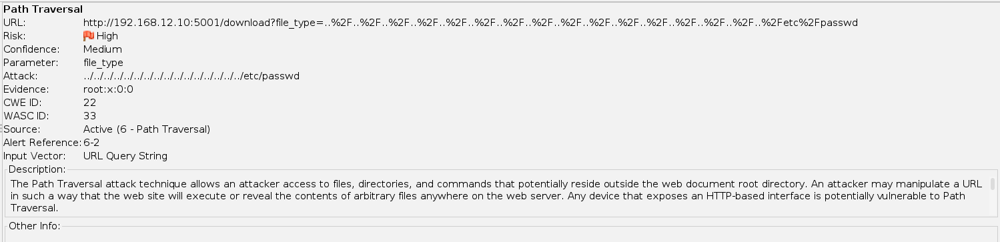 Path Traversal
URL: http://192.168.12.10:5001/download?file_type=..%2F..%2F..%2F..%2F..%2F..%2F..%2F..%2F..%2F..%2F..%2F..%2F..%2F..%2F..%2F..%2Fetc%2Fpasswd
Risk: High
Confidence: Medium
Parameter: file_type
Attack: ../../../../../../../../../../../../../../../../etc/passwd
Evidence: root:x:0:0
CWE ID: 22
WASC ID: 33
Source: Active (6 - Path Traversal)
Alert Reference: 6-2
Input Vector: URL Query String
Description:
The Path Traversal attack technique allows an attacker access to files, directories, and commands that potentially reside outside the web document root directory. An attacker may manipulate a URL
in such a way that the web site will execute or reveal the contents of arbitrary files anywhere on the web server. Any device that exposes an HTTP-based interface is potentially vulnerable to Path
Traversal.
Other Info: